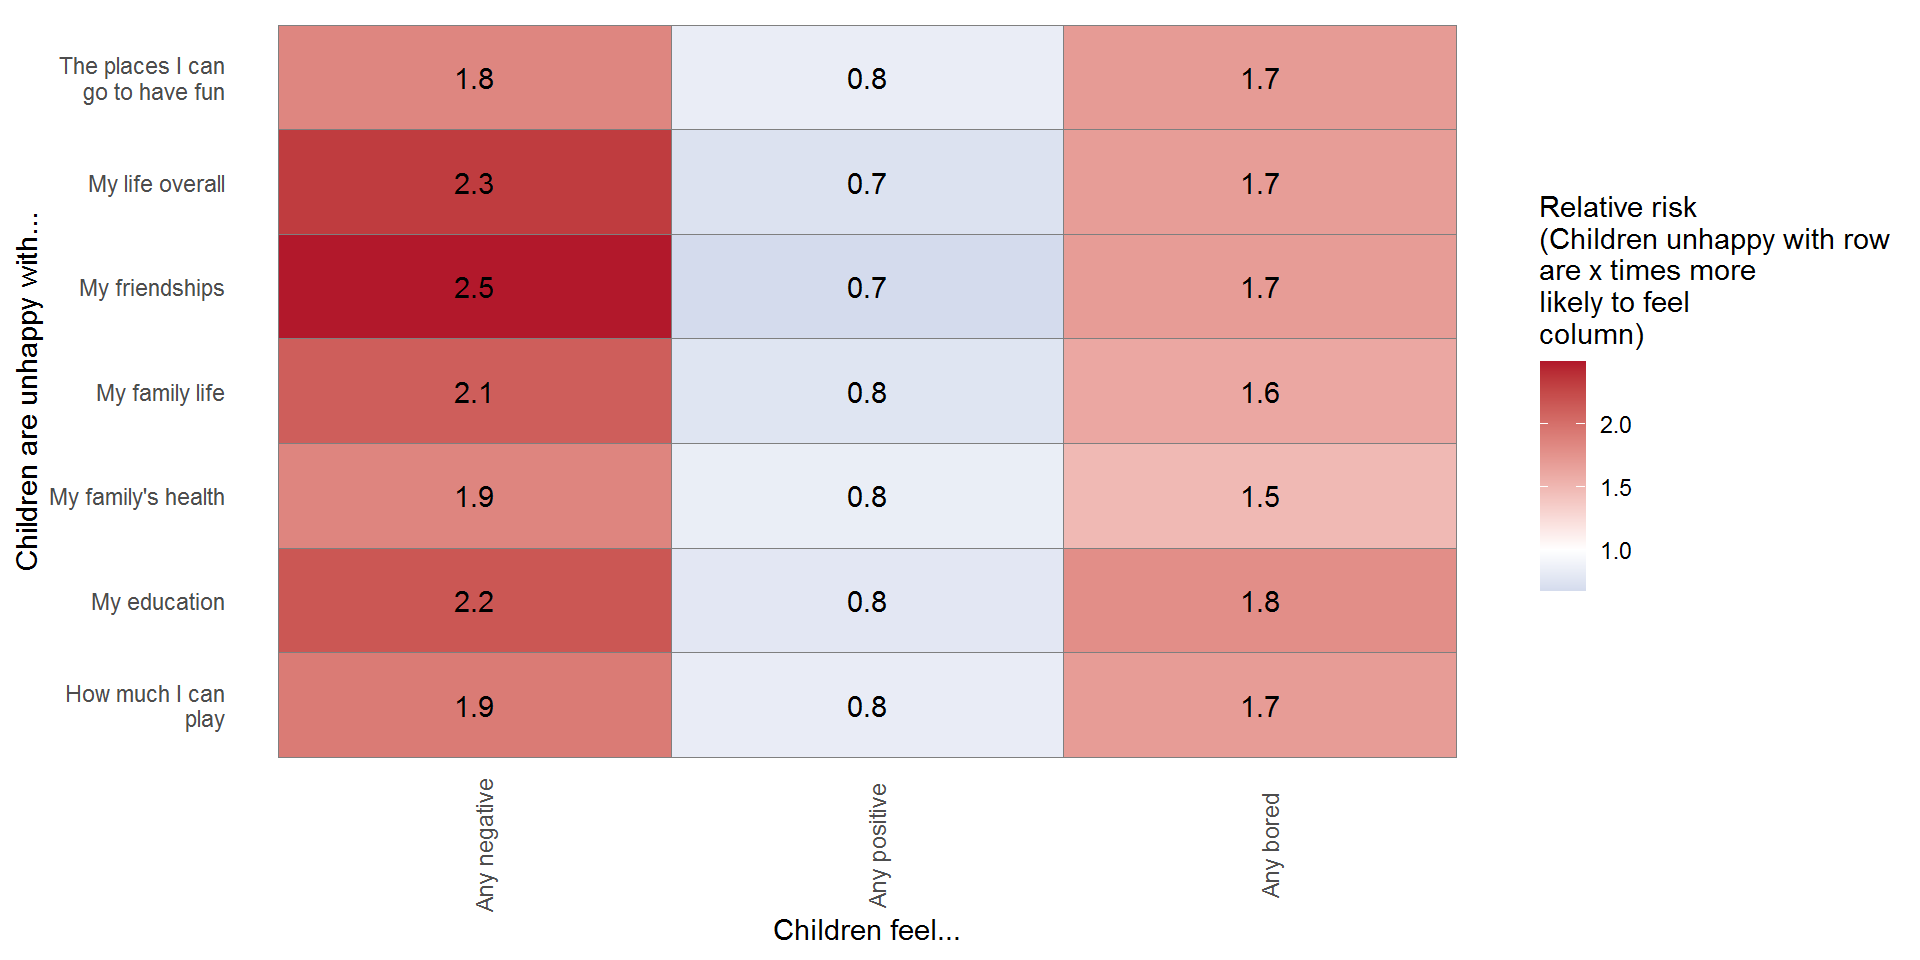 The places I can
go to have fun
1.8
0.8
1.7
My life overall
2.3
0.7
1.7
My friendships
2.5
0.7
1.7
My family life
2.1
0.8
1.6
My family's health
1.9
0.8
1.5
My education
2.2
0.8
1.8
How much I can
play
1.9
0.8
1.7
Children are unhappy with...
Any negative
Any positive
Any bored
Children feel...
Relative risk
(Children unhappy with row
are x times more
likely to feel
column)
2.0
1.5
1.0